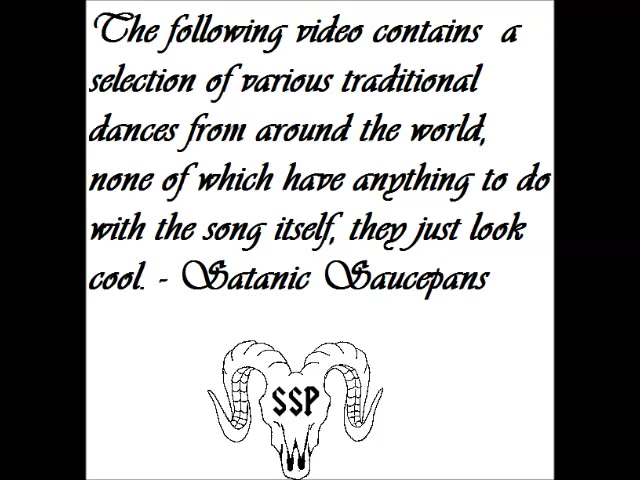 The following video contains a
selection of various traditional
dances from around the world,
none of which have anything to do
with the song itself, they just look
cool. - Satanic Saucepans
SSP